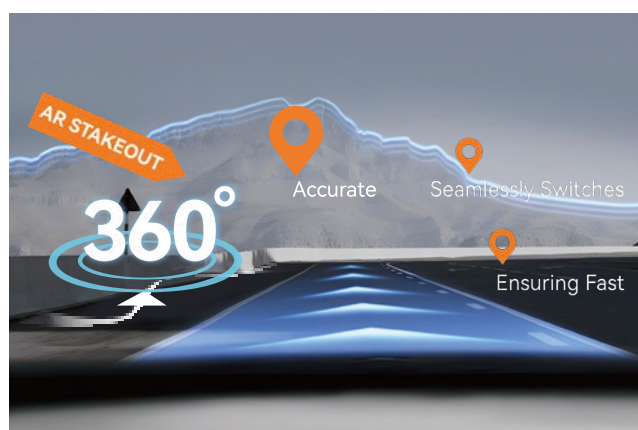 AR STAKEOUT
360°
Accurate
Seamlessly Switches
Ensuring Fast